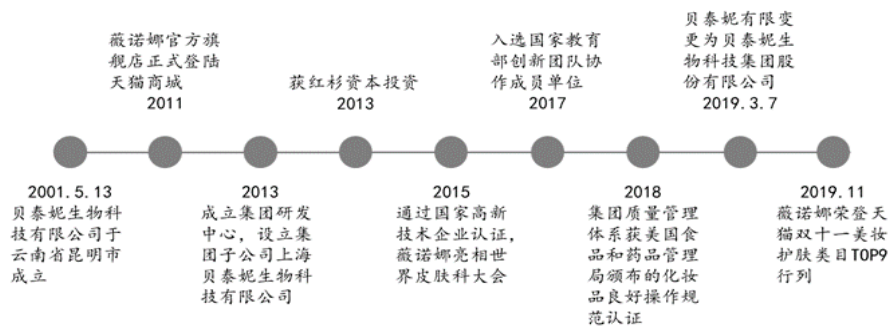 2001.5.13
贝泰妮生物科
技有限公司于
云南省昆明市
成立
薇诺娜官方旗
舰店正式登陆
天猫商城
2011
2013
成立集团研发
中心，设立集
团子公司上海
贝泰妮生物科
技有限公司
获红杉资本投资
2013
2015
通过国家高新
技术企业认证，
薇诺娜亮相世
界皮肤科大会
入选国家教育
部创新团队协
作成员单位
2017
2018
集团质量管理
体系获美国食
品和药品管理
局颁布的化妆
品良好操作规
范认证
贝泰妮有限变
更为贝泰妮生
物科技集团股
份有限公司
2019.3.7
2019.11
薇诺娜荣登天
猫双十一美妆
护肤类目TOP9
行列